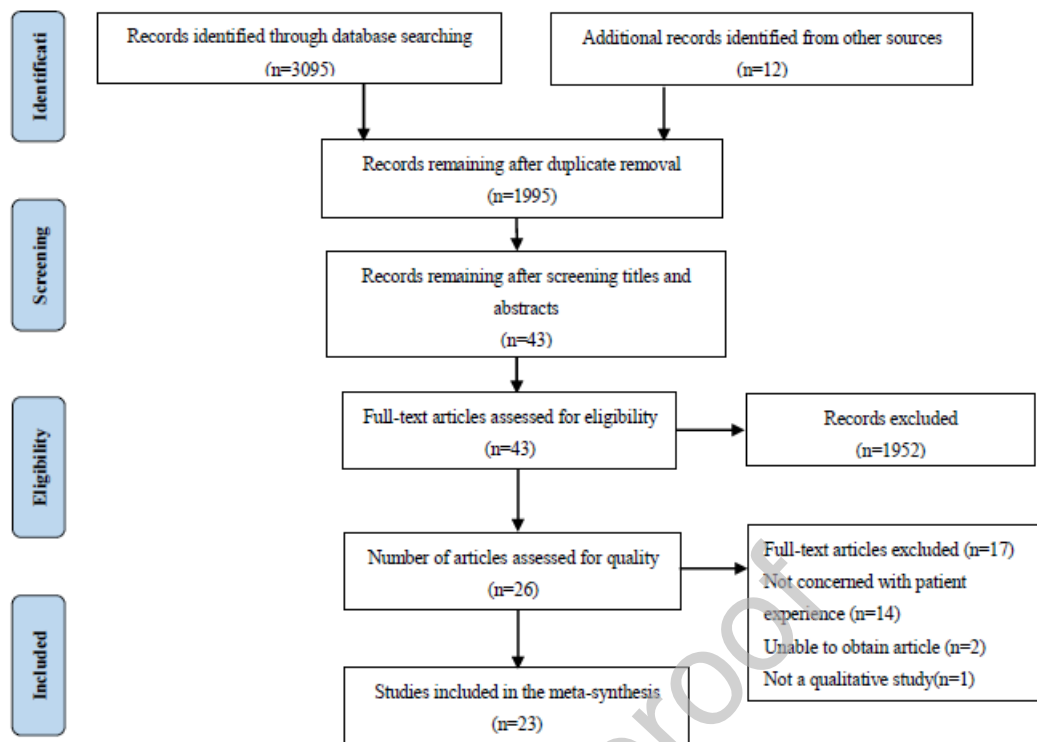 Identificati
Records identified through database searching
(n=3095)
Additional records identified from other sources
(n=12)
Records remaining after duplicate removal
(n=1995)
Screening
Records remaining after screening titles and
abstracts
(n=43)
Eligibility
Full-text articles assessed for eligibility
(n=43)
Records excluded
(n=1952)
Number of articles assessed for quality
(n=26)
Full-text articles excluded (n=17)
Not concerned with patient
experience (n=14)
Unable to obtain article (n=2)
Not a qualitative study(n=1)
Included
Studies included in the meta-synthesis
(n=23)
proof